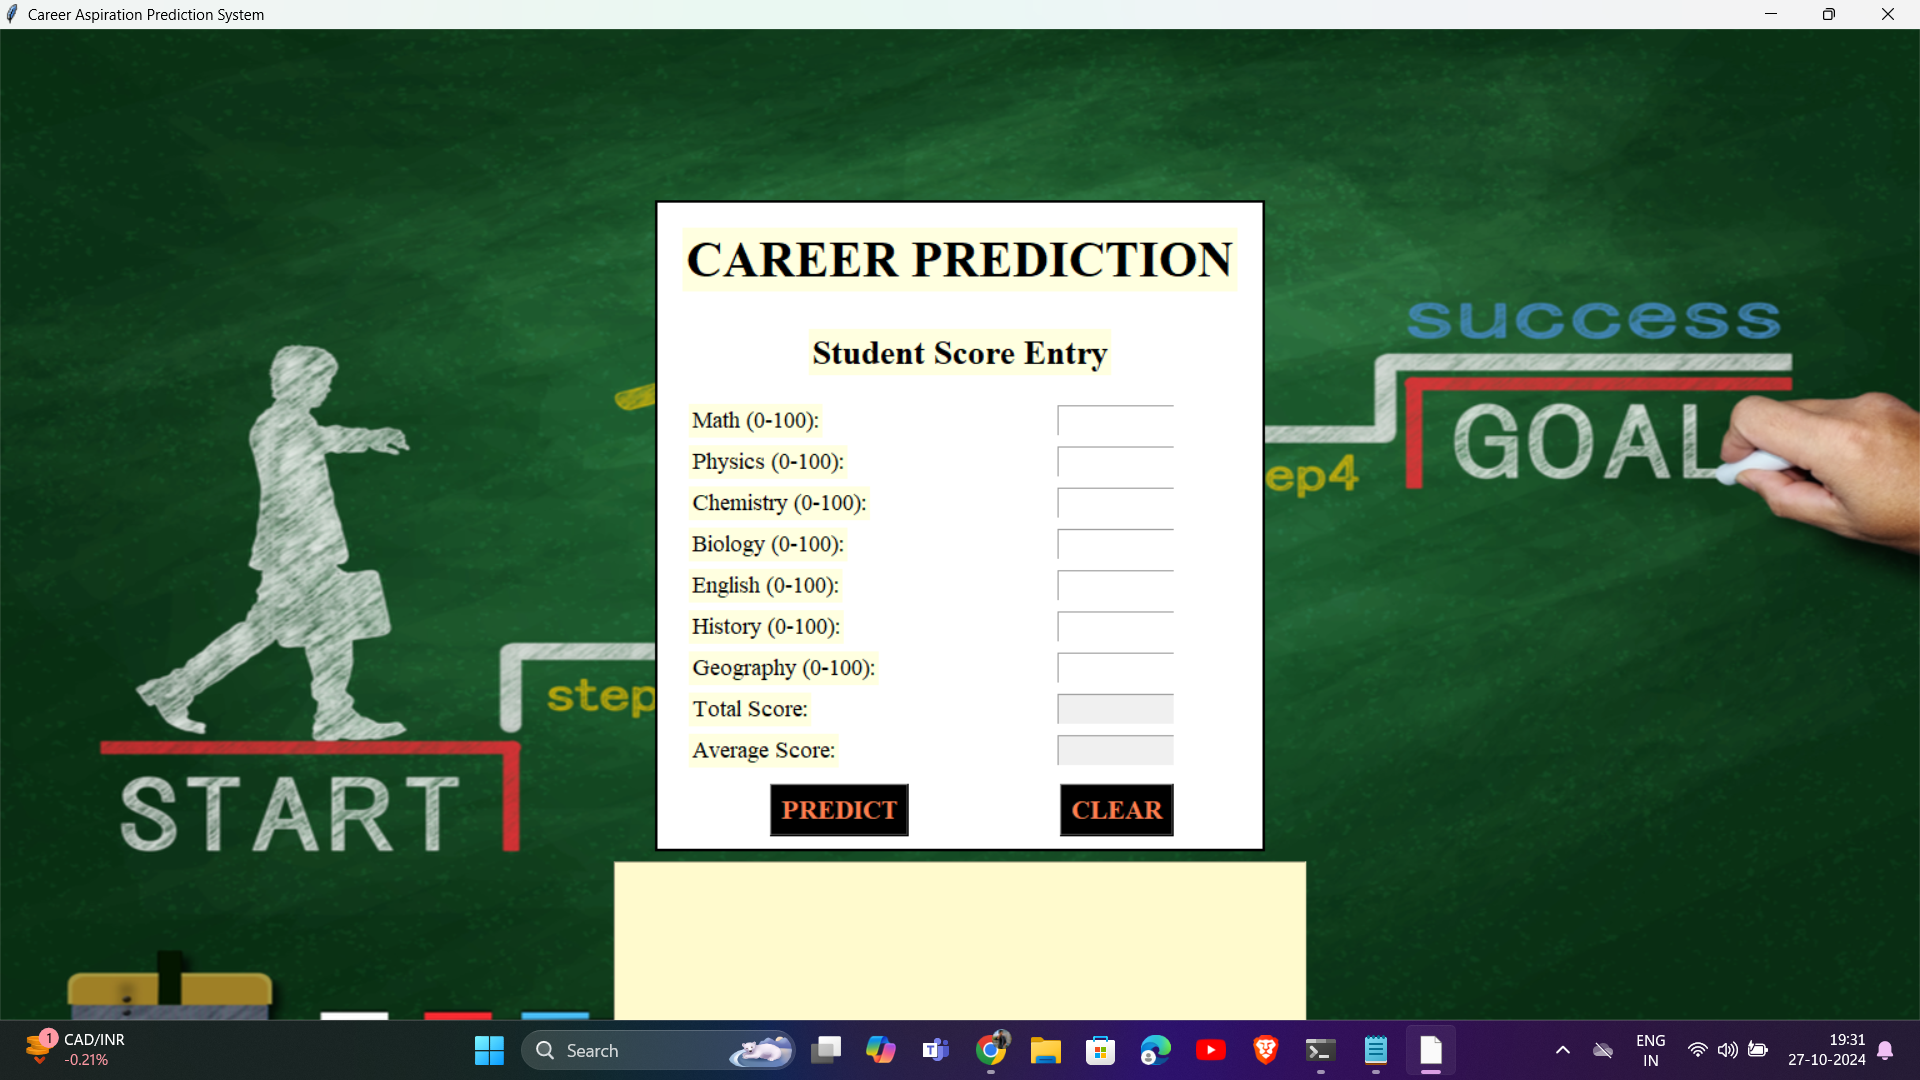 Career Aspiration Prediction System
CAREER PREDICTION
Student Score Entry
success
Math (0-100):
GOAL
Physics (0-100):
ep4
Chemistry (0-100):
Biology (0-100):
English (0-100):
History (0-100):
Geography (0-100):
step
Total Score:
Average Score:
START
PREDICT CLEAR
1
CAD/INR
-0.21%
Search
ENG
IN
19:31
27-10-2024